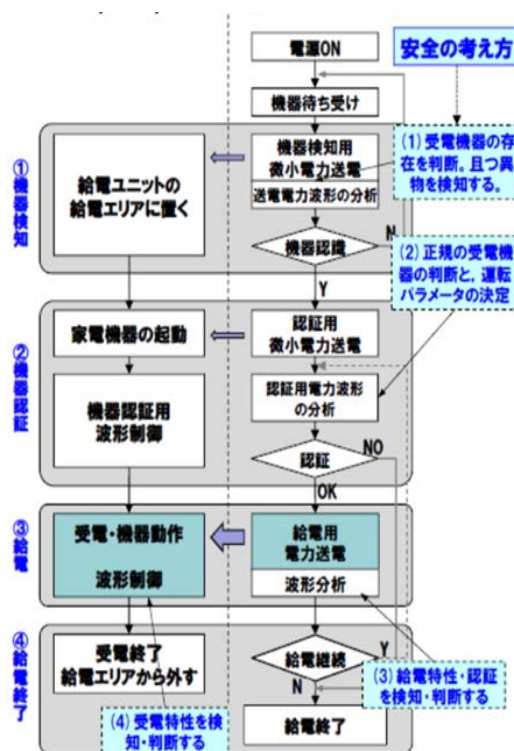 電源ON
安全の考え方
機器待ち受け
①機器検知
給電ユニットの
給電エリアに置く
機器検知用
微小電力送電
送電電力波形の分析
(1) 受電機器の存
在を判断。且つ異
物を検知する。
機器認識
N
Y
(2) 正規の受電機
器の判断と,運転
パラメータの決定
②機器認証
家電機器の起動
認証用
微小電力送電
機器認証用
波形制御
認証用電力波形
の分析
認証
NO
OK
③給電
受電・機器動作
波形制御
給電用
電力送電
波形分析
④給電終了
受電終了
給電エリアから外す
給電継続
Y
N
(3) 給電特性・認証
を検知・判断する
(4) 受電特性を検
知・判断する
給電終了